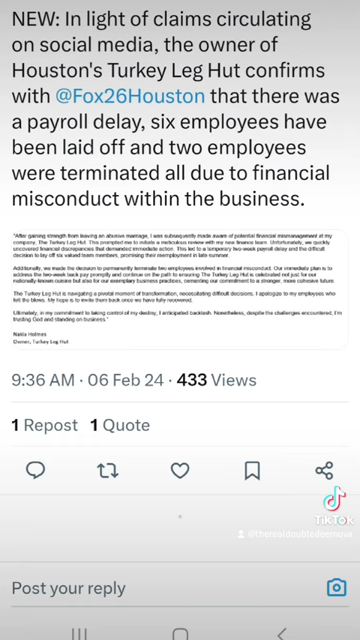 NEW: In light of claims circulating
on social media, the owner of
Houston's Turkey Leg Hut confirms
with @Fox26Houston that there was
a payroll delay, six employees have
been laid off and two employees
were terminated all due to financial
misconduct within the business.
"After gaining strength from leaving an abusive marriage, I was subsequently made aware of potential financial mismanagement at my
company, The Turkey Leg Hut. This prompted me to initiate a meticulous review with my new finance team. Unfortunately, we quickly
uncovered financial discrepancies that demanded immediate action. This led to a temporary two-week payroll delay and the difficult
decision to lay off six valued team members, promising their reemployment in late summer.
Additionally, we made the decision to permanently terminate two employees involved in financial misconduct. Our immediate plan is to
address the two-week back pay promptly and continue on the path to ensuring The Turkey Leg Hut is celebrated not just for our
nationally-known cuisine but also for our exemplary business practices, cementing our commitment to a stronger, more cohesive future.
The Turkey Leg Hut is navigating a pivotal moment of transformation, necessitating difficult decisions. I apologize to my employees who
felt the blows. My hope is to invite them back once we have fully recovered.
Ultimately, in my commitment to taking control of my destiny, I anticipated backlash. Nonetheless, despite the challenges encountered, I'm
trusting God and standing on business."
Nakia Holmes
Owner, Turkey Leg Hut
9:36 AM · 06 Feb 24 · 433 Views
1 Repost 1 Quote
TikTok
Post your reply